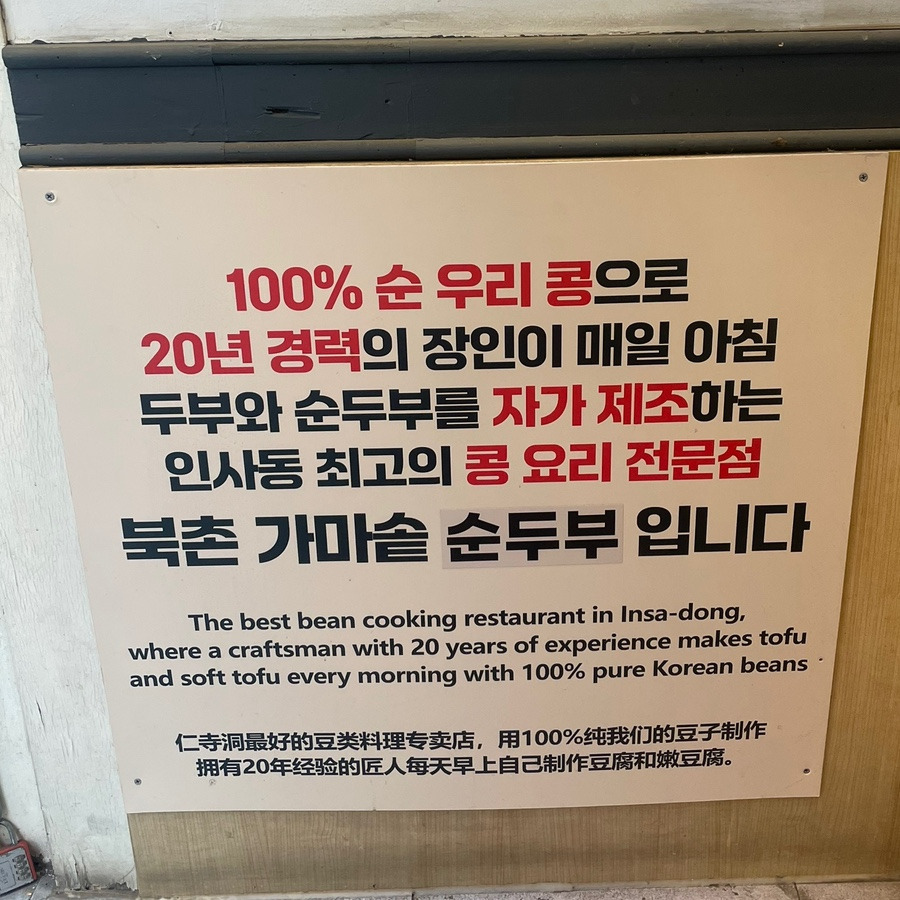 100% 순 우리 콩으로
20년 경력의 장인이 매일 아침
두부와 순두부를 자가 제조하는
인사동 최고의 콩 요리 전문점
북촌 가마솥 순두부 입니다
The best bean cooking restaurant in Insa-dong,
where a craftsman with 20 years of experience makes tofu
and soft tofu every morning with 100% pure Korean beans
仁寺洞最好的豆类料理专卖店，用100%纯我们的豆子制作
拥有20年经验的匠人每天早上自己制作豆腐和嫩豆腐。